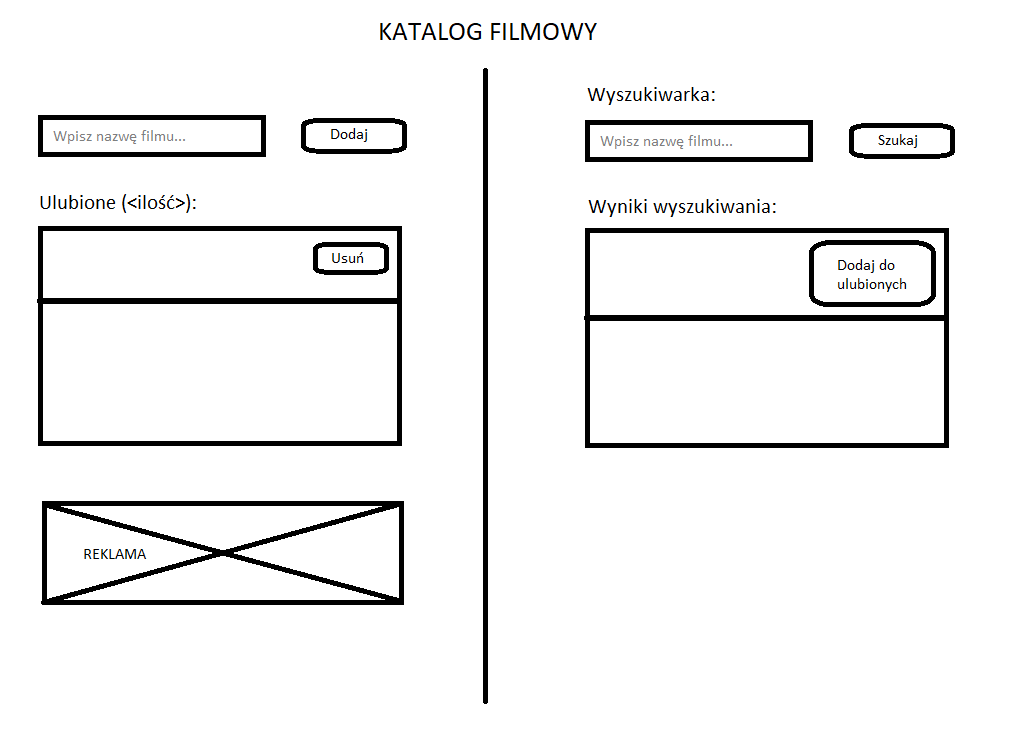 KATALOG FILMOWY
Wpisz nazwę filmu...
Dodaj
Ulubione (<ilość>):
Usuń
REKLAMA
Wyszukiwarka:
Wpisz nazwę filmu...
Szukaj
Wyniki wyszukiwania:
Dodaj do
ulubionych